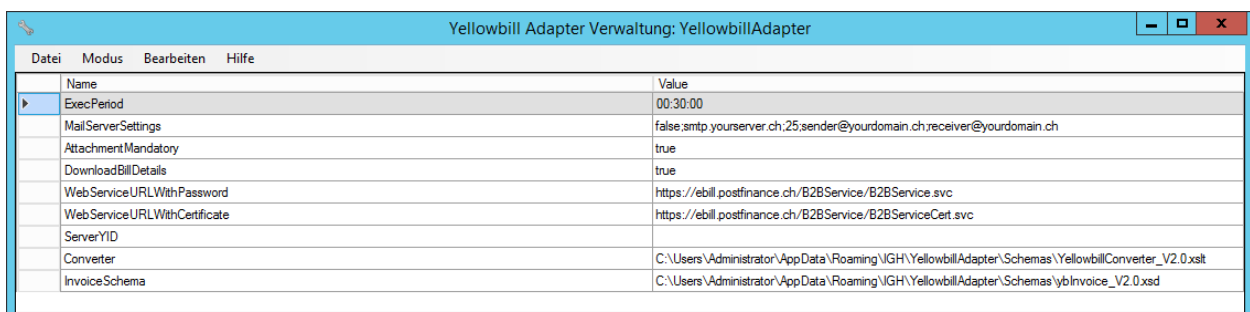 Yellowbill Adapter Verwaltung: YellowbillAdapter
Datei Modus Bearbeiten Hilfe
Name Value
ExecPeriod 00:30:00
MailServerSettings false;smtp.yourserver.ch;25;sender@yourdomain.ch;receiver@yourdomain.ch
AttachmentMandatory true
DownloadBillDetails true
WebServiceURLWithPassword https://ebill.postfinance.ch/B2BService/B2BService.svc
WebServiceURLWithCertificate https://ebill.postfinance.ch/B2BService/B2BServiceCert.svc
ServerYID
Converter C:\Users\Administrator\AppData\Roaming\IGH\YellowbillAdapter\Schemas\YellowbillConverter_V2.0.xslt
InvoiceSchema C:\Users\Administrator\AppData\Roaming\IGH\YellowbillAdapter\Schemas\ybInvoice_V2.0.xsd